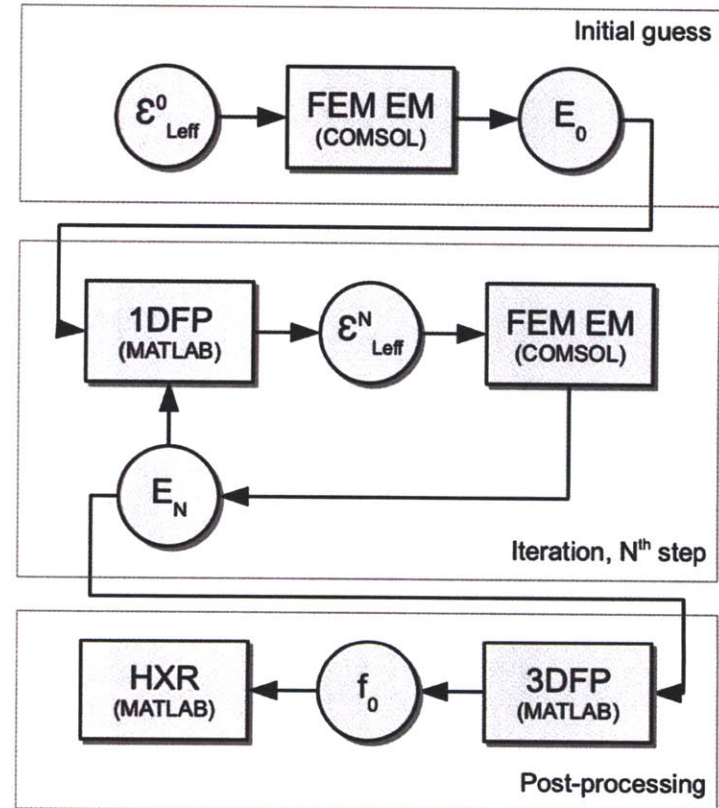 Initial guess
ε⁰Leff
FEM EM
(COMSOL)
E₀
1DFP
(MATLAB)
εᴺLeff
FEM EM
(COMSOL)
E_N
Iteration, Nᵗʰ step
HXR
(MATLAB)
f₀
3DFP
(MATLAB)
Post-processing